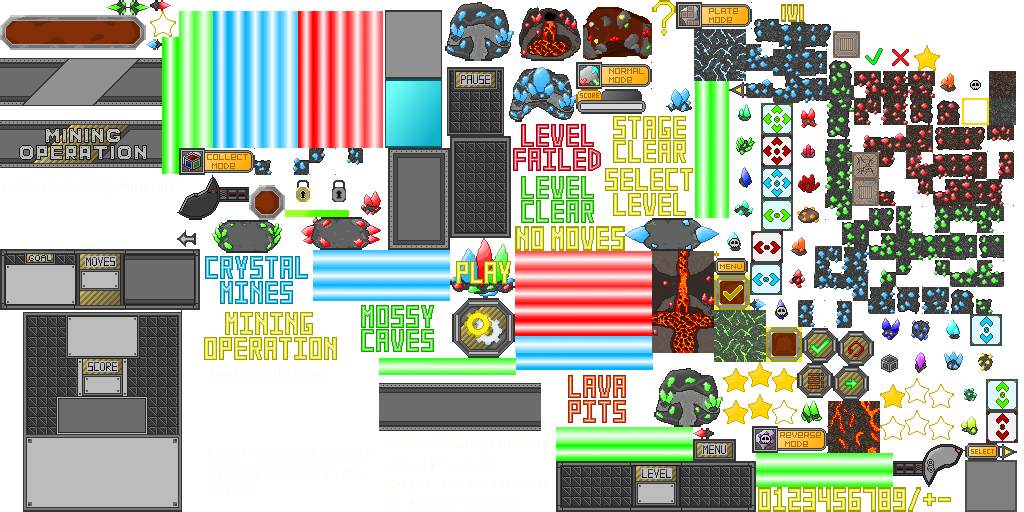 PLATE
MODE
NORMAL
MODE
PAUSE
SCORE
MINING
OPERATION
LEVEL
FAILED
STAGE
CLEAR
COLLECT
MODE
LEVEL
CLEAR
SELECT
LEVEL
NO MOVES
GOAL
MOVES
CRYSTAL
MINES
PLAY
MENU
MINING
OPERATION
MOSSY
CAVES
SCORE
LAVA
PITS
REVERSE
MODE
MENU
SELECT
LEVEL
0123456789/+-